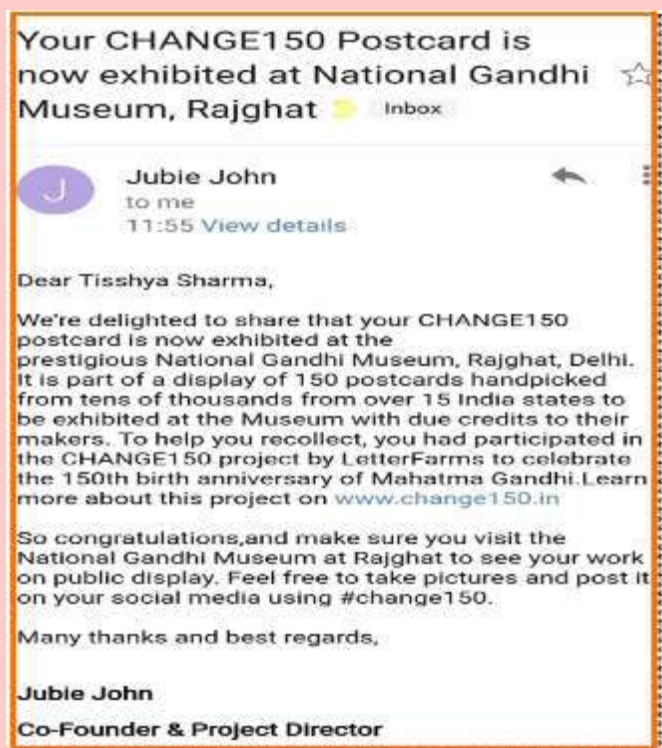 Your CHANGE150 Postcard is
now exhibited at National Gandhi
Museum, Rajghat Inbox
J
Jubie John
to me
11:55 View details
Dear Tisshya Sharma,
We're delighted to share that your CHANGE150
postcard is now exhibited at the
prestigious National Gandhi Museum, Rajghat, Delhi.
It is part of a display of 150 postcards handpicked
from tens of thousands from over 15 India states to
be exhibited at the Museum with due credits to their
makers. To help you recollect, you had participated in
the CHANGE150 project by LetterFarms to celebrate
the 150th birth anniversary of Mahatma Gandhi.Learn
more about this project on www.change150.in
So congratulations,and make sure you visit the
National Gandhi Museum at Rajghat to see your work
on public display. Feel free to take pictures and post it
on your social media using #change150.
Many thanks and best regards,
Jubie John
Co-Founder & Project Director